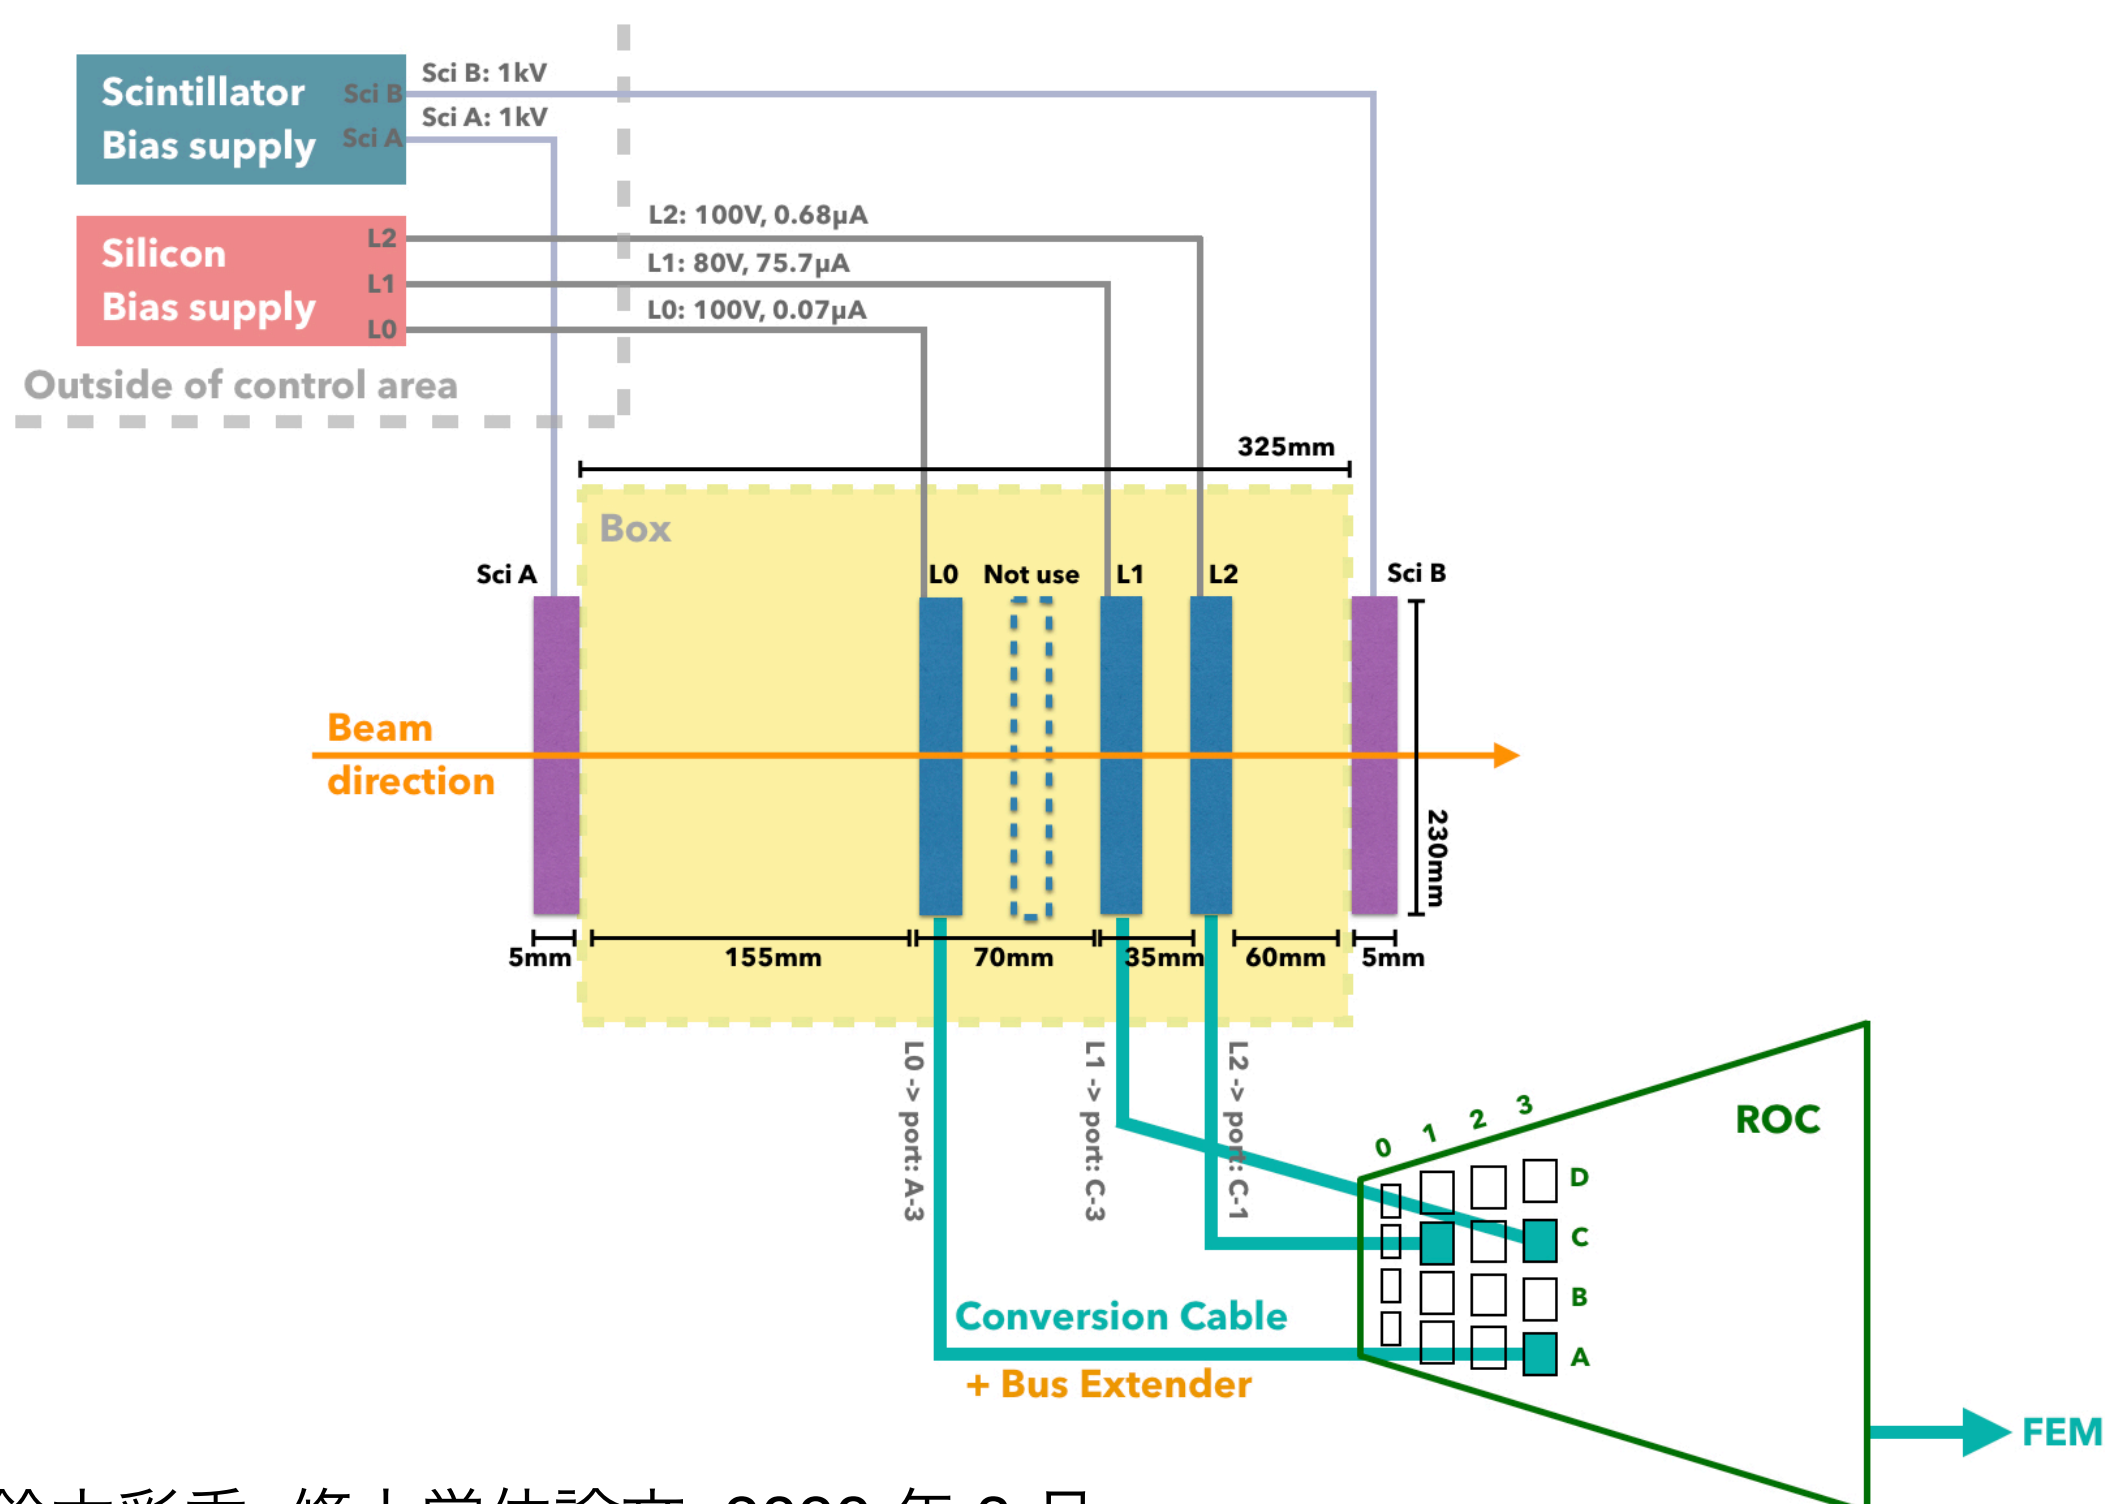 Scintillator
Bias supply
Sci B
Sci A
Sci B: 1kV
Sci A: 1kV
Silicon
Bias supply
L2
L1
L0
L2: 100V, 0.68µA
L1: 80V, 75.7µA
L0: 100V, 0.07µA
Outside of control area
325mm
Box
Sci A
L0
Not use
L1
L2
Sci B
Beam
direction
230mm
5mm
155mm
70mm
35mm
60mm
5mm
L0 -> port: A-3
L1 -> port: C-3
L2 -> port: C-1
0
1
2
3
ROC
D
C
B
A
Conversion Cable
+ Bus Extender
FEM